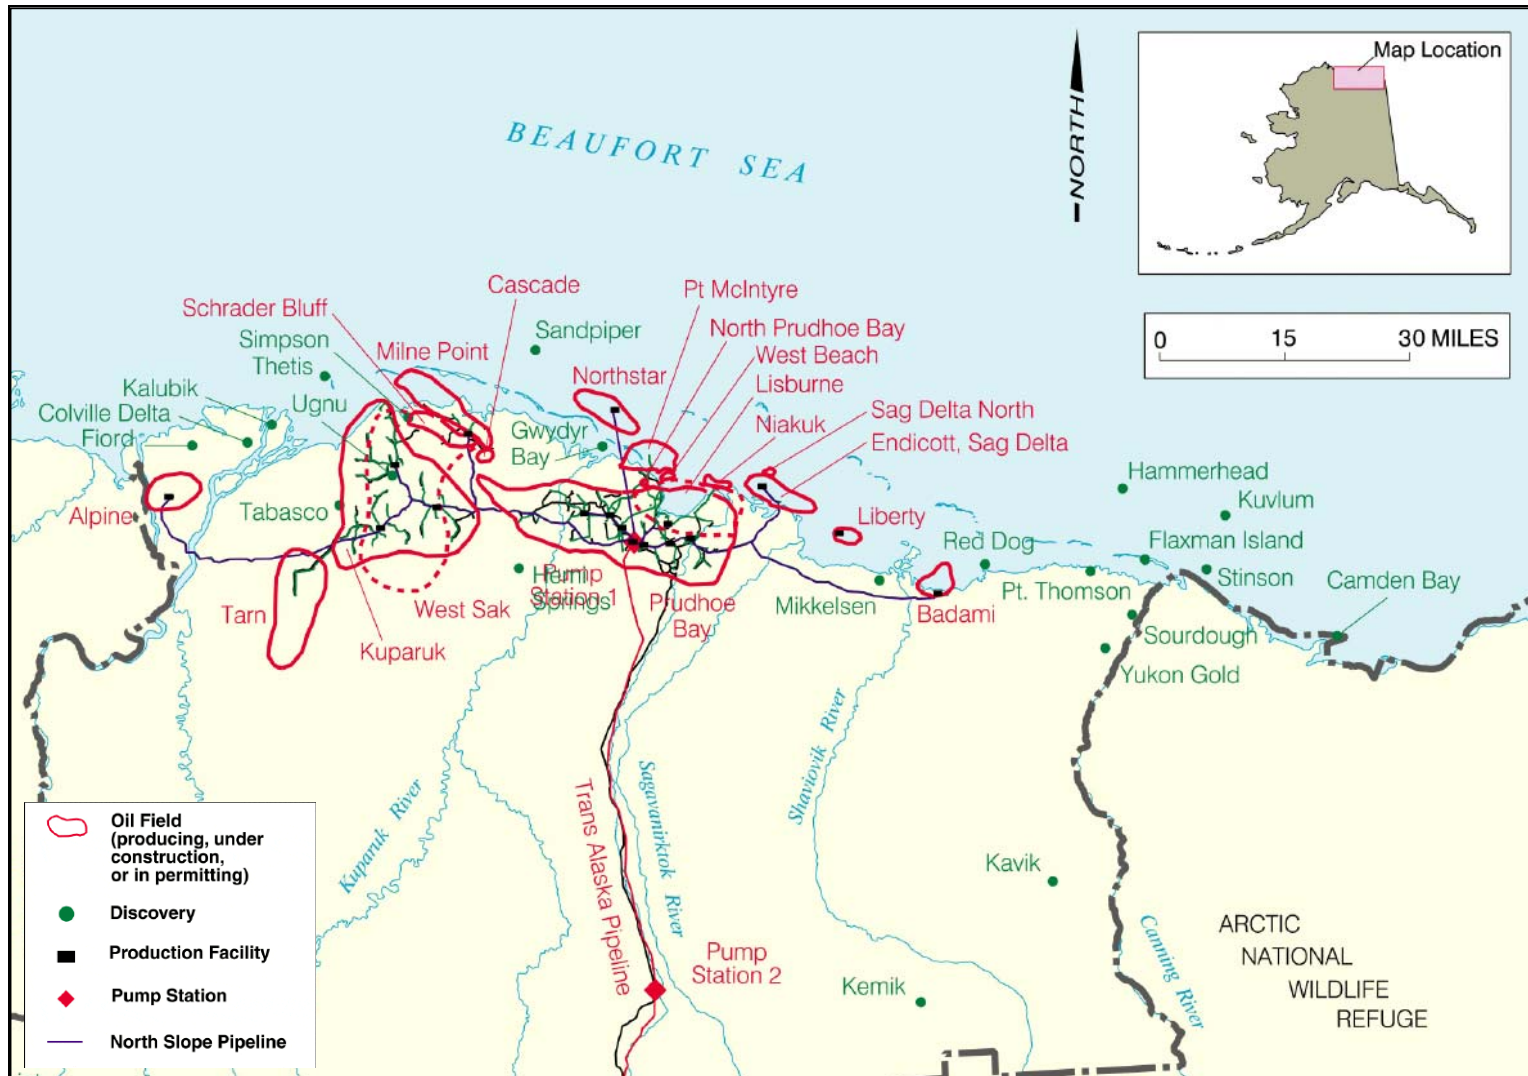 Map Location
NORTH
BEAUFORT SEA
0 15 30 MILES
Cascade
Pt McIntyre
Schrader Bluff
Sandpiper
North Prudhoe Bay
Simpson
Thetis
Milne Point
West Beach
Northstar
Lisburne
Kalubik
Ugnu
Colville Delta
Fiord
Gwydyr
Bay
Niakuk
Sag Delta North
Endicott, Sag Delta
Hammerhead
Kuvlum
Alpine
Tabasco
Liberty
Red Dog
Flaxman Island
Stinson
Camden Bay
Hemi
Springs
Pump
Station 1
Tarn
West Sak
Prudhoe
Bay
Mikkelsen
Badami
Pt. Thomson
Sourdough
Kuparuk
Yukon Gold
Kuparuk River
Trans Alaska Pipeline
Sagavanirktok River
Shaviovik River
Kavik
Canning River
ARCTIC
NATIONAL
WILDLIFE
REFUGE
Pump
Station 2
Kemik
Oil Field
(producing, under
construction,
or in permitting)
Discovery
Production Facility
Pump Station
North Slope Pipeline